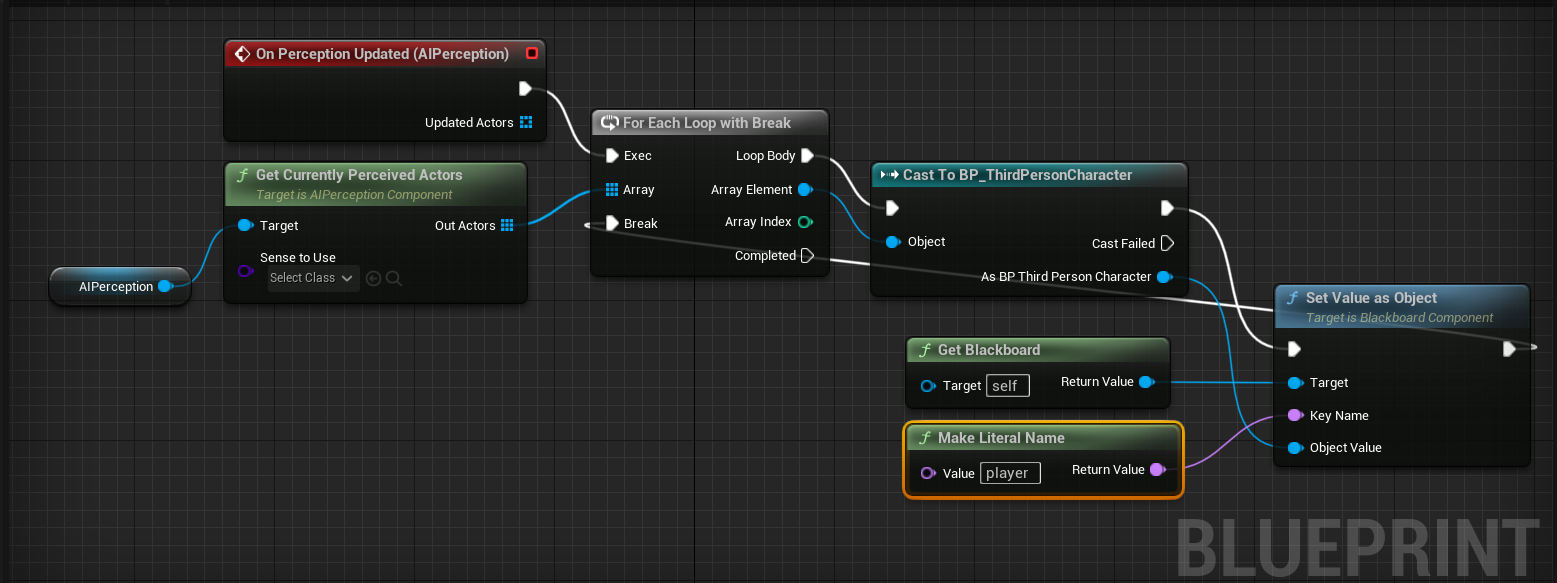 On Perception Updated (AIPerception)
Updated Actors
Get Currently Perceived Actors
Target is AIPerception Component
Target
Out Actors
Sense to Use
Select Class
AIPerception
For Each Loop with Break
Exec
Loop Body
Array
Array Element
Break
Array Index
Completed
Cast To BP_ThirdPersonCharacter
Object
Cast Failed
As BP Third Person Character
Get Blackboard
Target self
Return Value
Make Literal Name
Value player
Return Value
Set Value as Object
Target is Blackboard Component
Target
Key Name
Object Value
BLUEPRINT